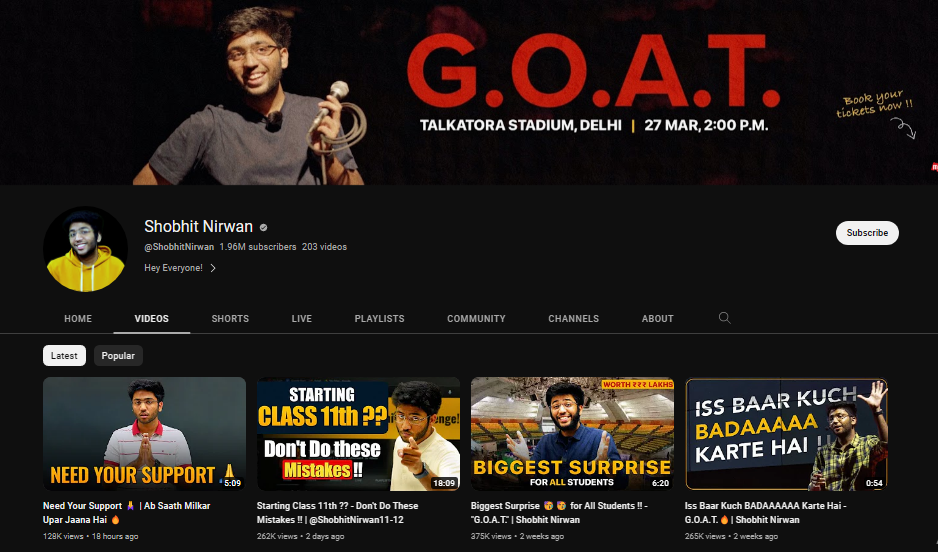 G.O.A.T.
TALKATORA STADIUM, DELHI | 27 MAR, 2:00 P.M.
Book your
tickets now !!
Shobhit Nirwan
@ShobhitNirwan 1.96M subscribers 203 videos
Hey Everyone!
Subscribe
HOME VIDEOS SHORTS LIVE PLAYLISTS COMMUNITY CHANNELS ABOUT
Latest Popular
NEED YOUR SUPPORT
5:09
STARTING
CLASS 11th ??
Don't Do these
Mistakes !!
18:09
WORTH ₹₹₹ LAKHS
BIGGEST SURPRISE
FOR ALL STUDENTS
6:20
ISS BAAR KUCH
BADAAAAA
KARTE HAI
0:54
Need Your Support 🙏 | Ab Saath Milkar
Upar Jaana Hai 🔥
128K views • 18 hours ago
Starting Class 11th ?? - Don't Do These
Mistakes !! | @ShobhitNirwan11-12
262K views • 2 days ago
Biggest Surprise 🥳 🥳 for All Students !! -
"G.O.A.T." | Shobhit Nirwan
375K views • 2 weeks ago
Iss Baar Kuch BADAAAAAA Karte Hai -
G.O.A.T. 🔥 | Shobhit Nirwan
265K views • 2 weeks ago